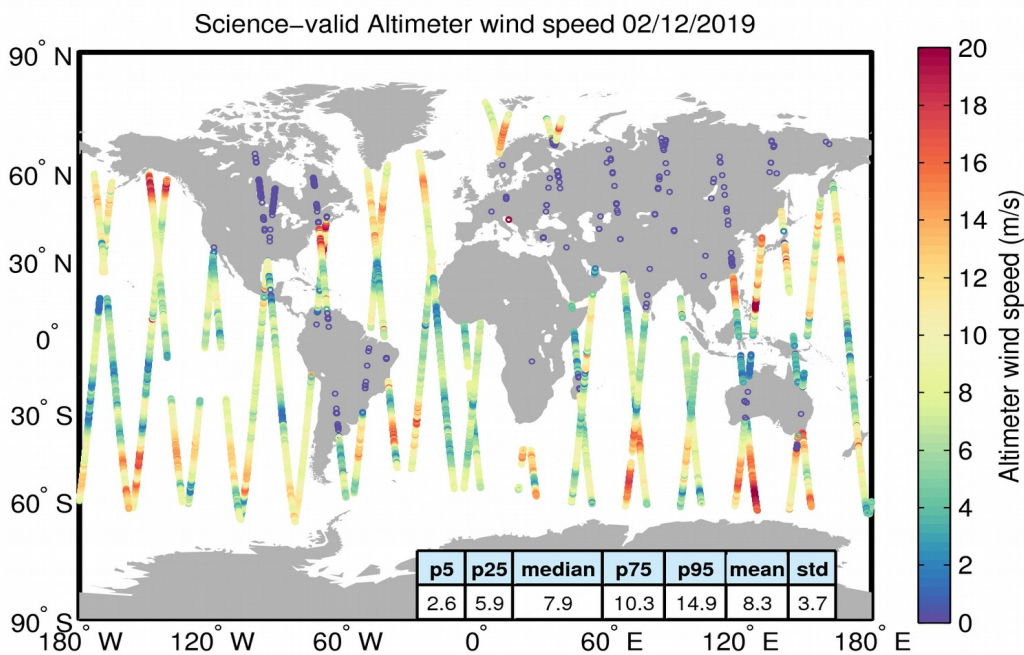 Science−valid Altimeter wind speed 02/12/2019
90° N
60° N
30° N
0°
30° S
60° S
90° S
180° W
120° W
60° W
0°
60° E
120° E
180° E
p5 p25 median p75 p95 mean std
2.6 5.9 7.9 10.3 14.9 8.3 3.7
20
18
16
14
12
10
8
6
4
2
0
Altimeter wind speed (m/s)